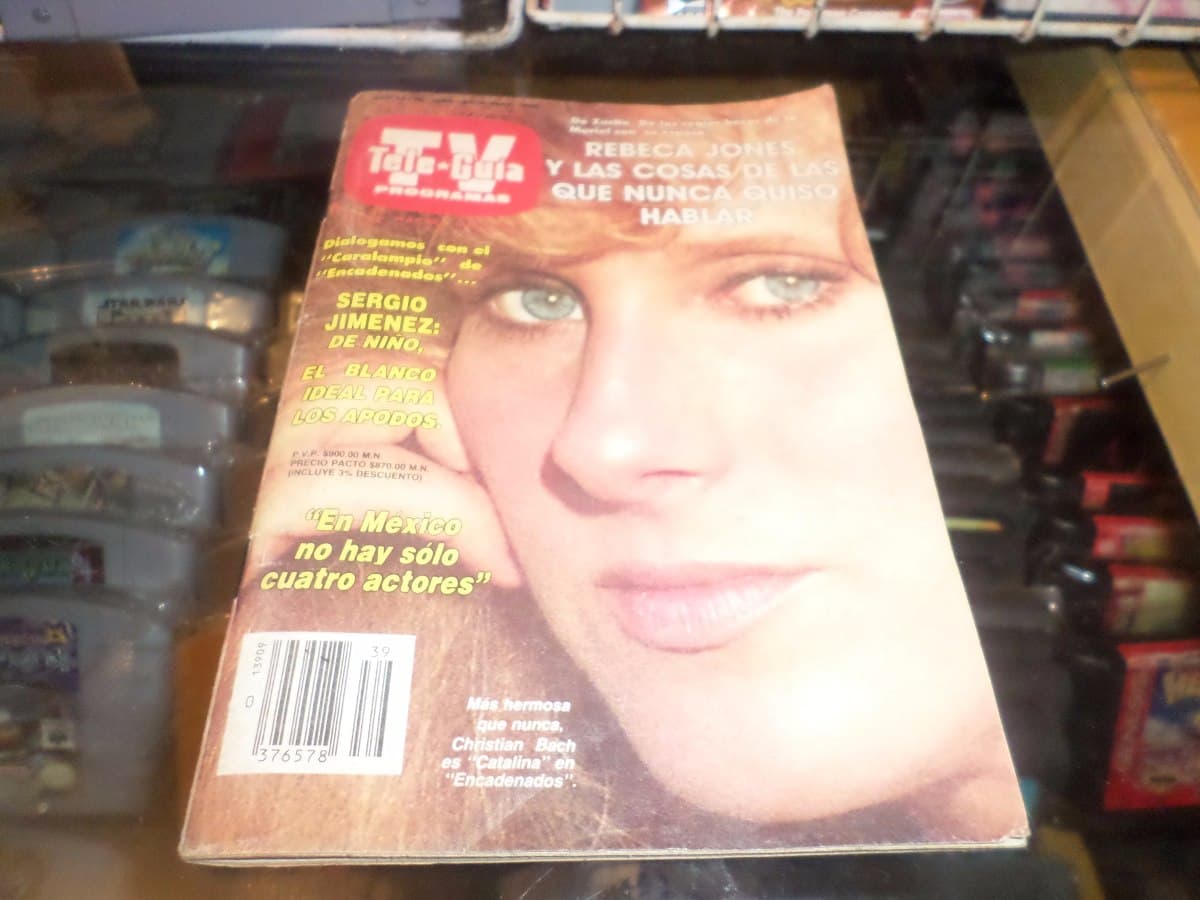 TV
Tele-Guía
PROGRAMAS
REBECA JONES
Y LAS COSAS DE LAS
QUE NUNCA QUISO
HABLAR
Dialogamos con el
"Caralampio" de
"Encadenados"...
SERGIO
JIMENEZ:
DE NIÑO,
EL BLANCO
IDEAL PARA
LOS APODOS.
P.V.P. $900.00 M.N.
PRECIO PACTO $870.00 M.N.
(INCLUYE 3% DESCUENTO)
"En México
no hay sólo
cuatro actores"
39
13909
0
376578
Más hermosa
que nunca,
Christian Bach
es "Catalina" en
"Encadenados".
STAR WARS